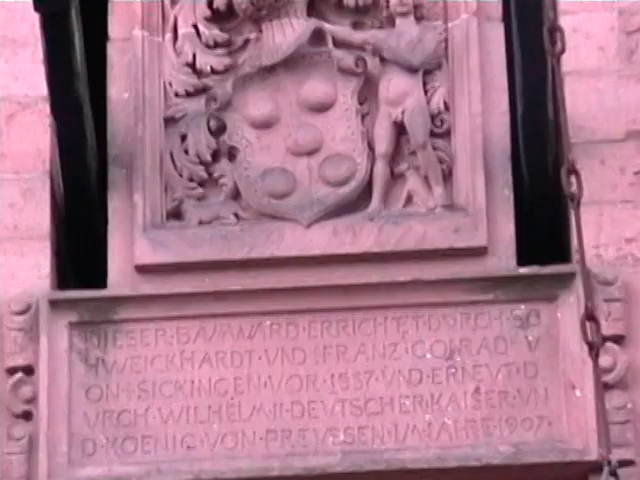 DIESER·BAV·WARD·ERRICHTET·DVRCH·SC
HWEICKHARDT·VND·FRANZ·CONRAD·V
ON·SICKINGEN·VOR·1537·VND·ERNEVT·D
VRCH·WILHELM·II·DEVTSCHER·KAISER·VN
D·KOENIG·VON·PREVSSEN·IM·JAHRE·1907·